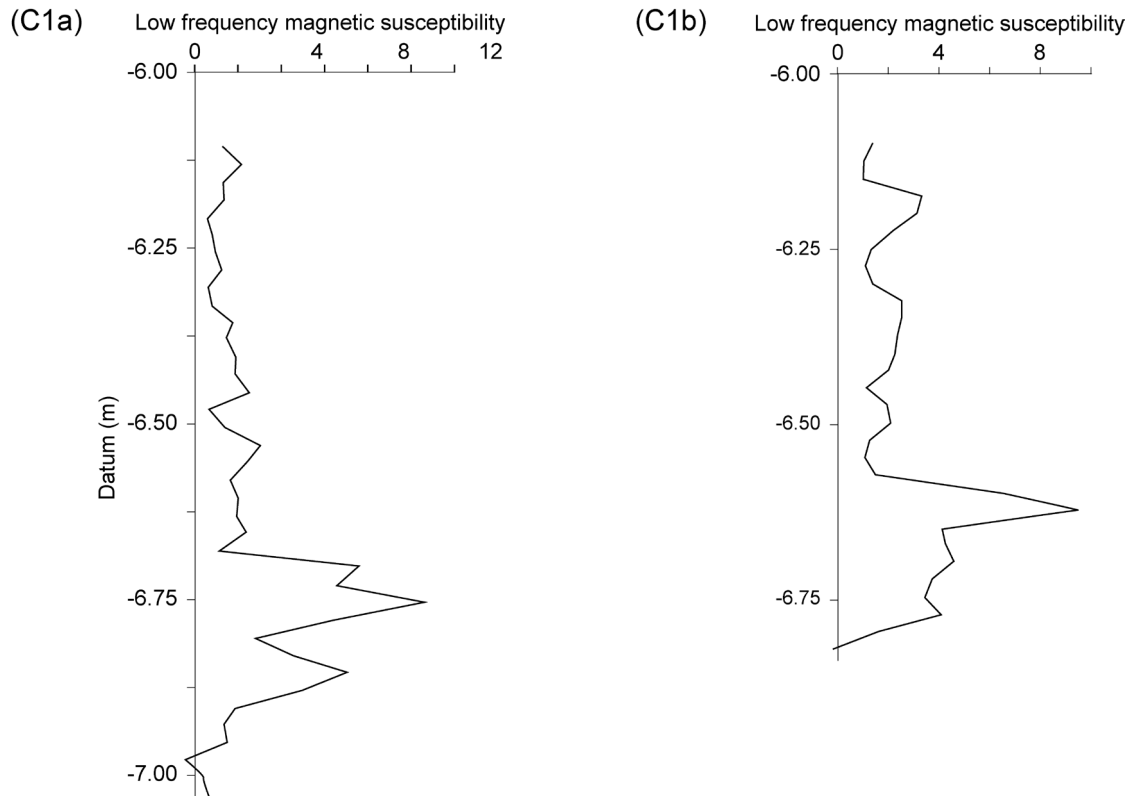 (C1a)
Low frequency magnetic susceptibility
0 4 8 12
-6.00
-6.25
-6.50
-6.75
-7.00
Datum (m)
(C1b)
Low frequency magnetic susceptibility
0 4 8
-6.00
-6.25
-6.50
-6.75